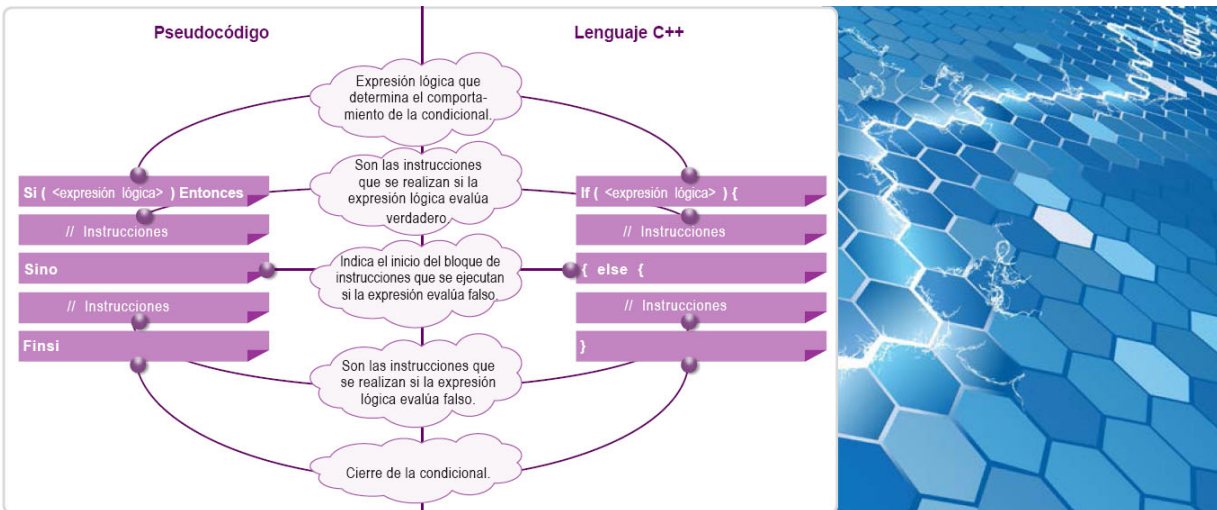 Pseudocódigo
Lenguaje C++
Expresión lógica que
determina el comporta-
miento de la condicional.
Son las instrucciones
que se realizan si la
expresión lógica evalúa
verdadero.
Si ( <expresión lógica> ) Entonces
If ( <expresión lógica> ) {
// Instrucciones
// Instrucciones
Indica el inicio del bloque de
instrucciones que se ejecutan
si la expresión evalúa falso.
Sino
{ else {
// Instrucciones
// Instrucciones
Finsi
}
Son las instrucciones que
se realizan si la expresión
lógica evalúa falso.
Cierre de la condicional.